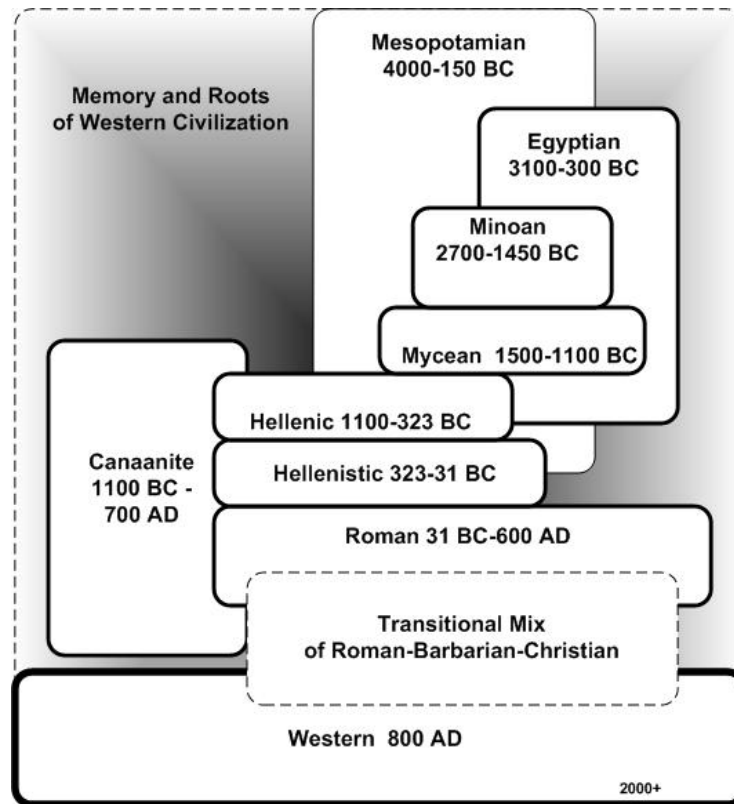 Mesopotamian
4000-150 BC
Memory and Roots
of Western Civilization
Egyptian
3100-300 BC
Minoan
2700-1450 BC
Mycean 1500-1100 BC
Hellenic 1100-323 BC
Canaanite
1100 BC -
700 AD
Hellenistic 323-31 BC
Roman 31 BC-600 AD
Transitional Mix
of Roman-Barbarian-Christian
Western 800 AD
2000+